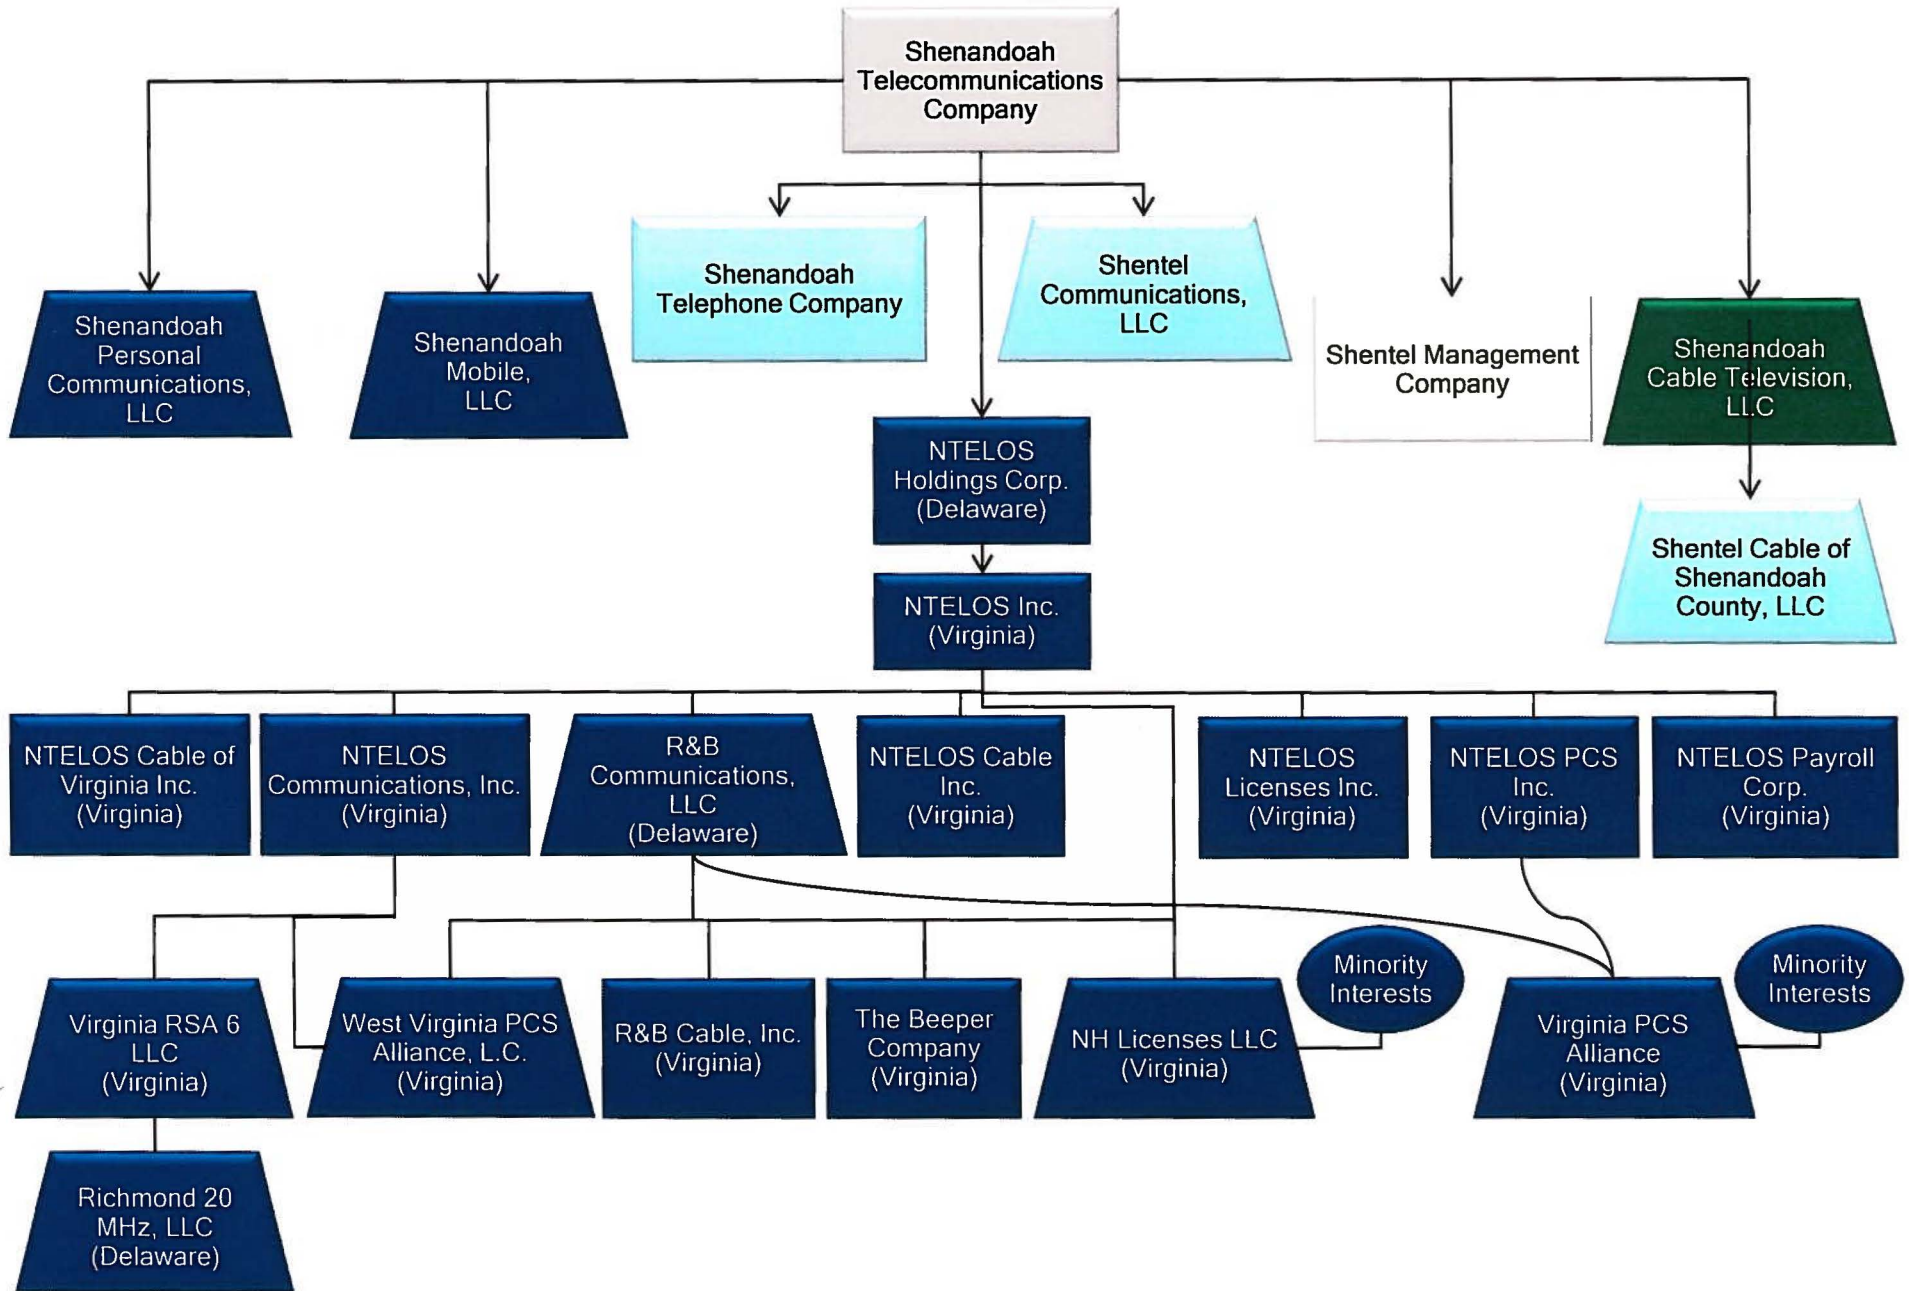 Shenandoah
Telecommunications
Company
Shenandoah
Personal
Communications,
LLC
Shenandoah
Mobile,
LLC
Shenandoah
Telephone Company
Shentel
Communications,
LLC
Shentel Management
Company
Shenandoah
Cable Television,
LLC
NTELOS
Holdings Corp.
(Delaware)
Shentel Cable of
Shenandoah
County, LLC
NTELOS Inc.
(Virginia)
NTELOS Cable of
Virginia Inc.
(Virginia)
NTELOS
Communications, Inc.
(Virginia)
R&B
Communications,
LLC
(Delaware)
NTELOS Cable
Inc.
(Virginia)
NTELOS
Licenses Inc.
(Virginia)
NTELOS PCS
Inc.
(Virginia)
NTELOS Payroll
Corp.
(Virginia)
Virginia RSA 6
LLC
(Virginia)
West Virginia PCS
Alliance, L.C.
(Virginia)
R&B Cable, Inc.
(Virginia)
The Beeper
Company
(Virginia)
NH Licenses LLC
(Virginia)
Minority
Interests
Virginia PCS
Alliance
(Virginia)
Minority
Interests
Richmond 20
MHz, LLC
(Delaware)